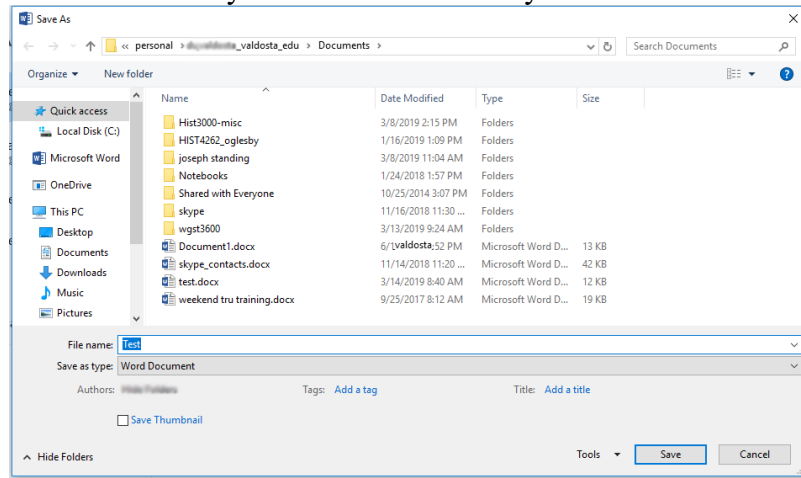 Save As
« personal › _valdosta_edu › Documents ›
Search Documents
Organize
New folder
Name Date Modified Type Size
Quick access
Local Disk (C:)
Microsoft Word
OneDrive
This PC
Desktop
Documents
Downloads
Music
Pictures
Hist3000-misc 3/8/2019 2:15 PM Folders
HIST4262_oglesby 1/16/2019 1:09 PM Folders
joseph standing 3/8/2019 11:04 AM Folders
Notebooks 1/24/2018 1:57 PM Folders
Shared with Everyone 10/25/2014 3:07 PM Folders
skype 11/16/2018 11:30 ... Folders
wgst3600 3/13/2019 9:24 AM Folders
Document1.docx 6/1valdosta;52 PM Microsoft Word D... 13 KB
skype_contacts.docx 11/14/2018 11:20 ... Microsoft Word D... 42 KB
test.docx 3/14/2019 8:40 AM Microsoft Word D... 12 KB
weekend tru training.docx 9/25/2017 8:12 AM Microsoft Word D... 19 KB
File name: Test
Save as type: Word Document
Authors: Tags: Add a tag Title: Add a title
Save Thumbnail
Hide Folders
Tools Save Cancel